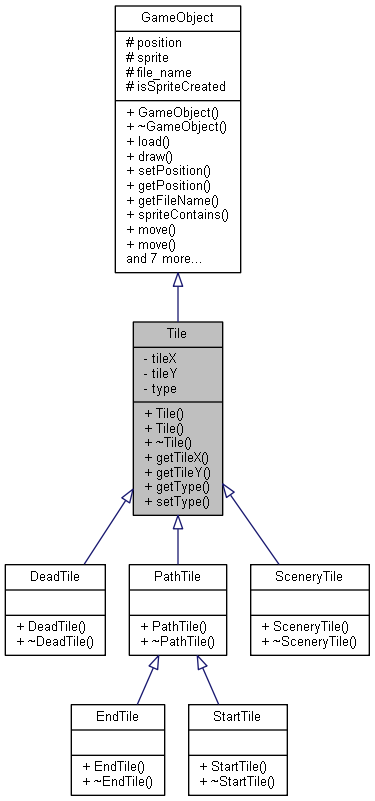 GameObject
# position
# sprite
# file_name
# isSpriteCreated
+ GameObject()
+ ~GameObject()
+ load()
+ draw()
+ setPosition()
+ getPosition()
+ getFileName()
+ spriteContains()
+ move()
+ move()
and 7 more...
Tile
- tileX
- tileY
- type
+ Tile()
+ Tile()
+ ~Tile()
+ getTileX()
+ getTileY()
+ getType()
+ setType()
DeadTile
+ DeadTile()
+ ~DeadTile()
PathTile
+ PathTile()
+ ~PathTile()
SceneryTile
+ SceneryTile()
+ ~SceneryTile()
EndTile
+ EndTile()
+ ~EndTile()
StartTile
+ StartTile()
+ ~StartTile()